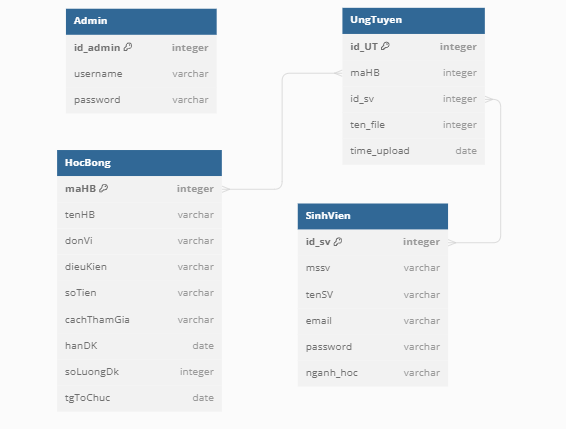 Admin
id_admin integer
username varchar
password varchar
UngTuyen
id_UT integer
maHB integer
id_sv integer
ten_file integer
time_upload date
HocBong
maHB integer
tenHB varchar
donVi varchar
dieuKien varchar
soTien varchar
cachThamGia varchar
hanDK date
soLuongDk integer
tgToChuc date
SinhVien
id_sv integer
mssv varchar
tenSV varchar
email varchar
password varchar
nganh_hoc varchar